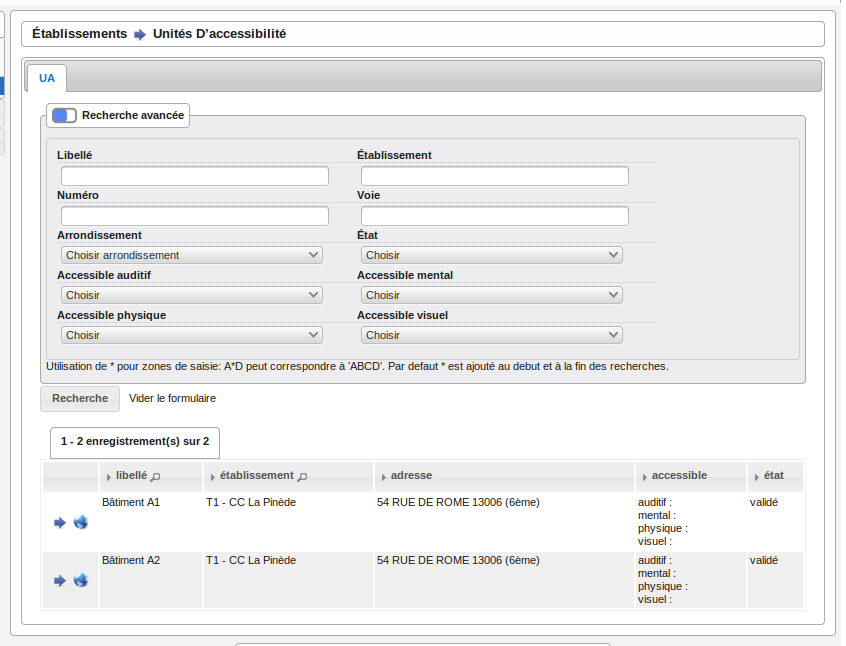 Établissements Unités D'accessibilité
UA
Recherche avancée
Libellé Établissement
Numéro Voie
Arrondissement État
Choisir arrondissement Choisir
Accessible auditif Accessible mental
Choisir Choisir
Accessible physique Accessible visuel
Choisir Choisir
Utilisation de * pour zones de saisie: A*D peut correspondre à 'ABCD'. Par defaut * est ajouté au debut et à la fin des recherches.
Recherche Vider le formulaire
1 - 2 enregistrement(s) sur 2
libellé établissement adresse accessible état
Bâtiment A1 T1 - CC La Pinède 54 RUE DE ROME 13006 (6ème) auditif : validé
mental :
physique :
visuel :
Bâtiment A2 T1 - CC La Pinède 54 RUE DE ROME 13006 (6ème) auditif : validé
mental :
physique :
visuel :